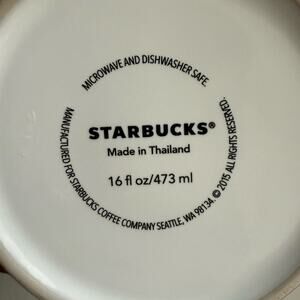 MICROWAVE AND DISHWASHER SAFE.
STARBUCKS®
Made in Thailand
16 fl oz/473 ml
MANUFACTURED FOR STARBUCKS COFFEE COMPANY SEATTLE, WA 98134. © 2015 ALL RIGHTS RESERVED.